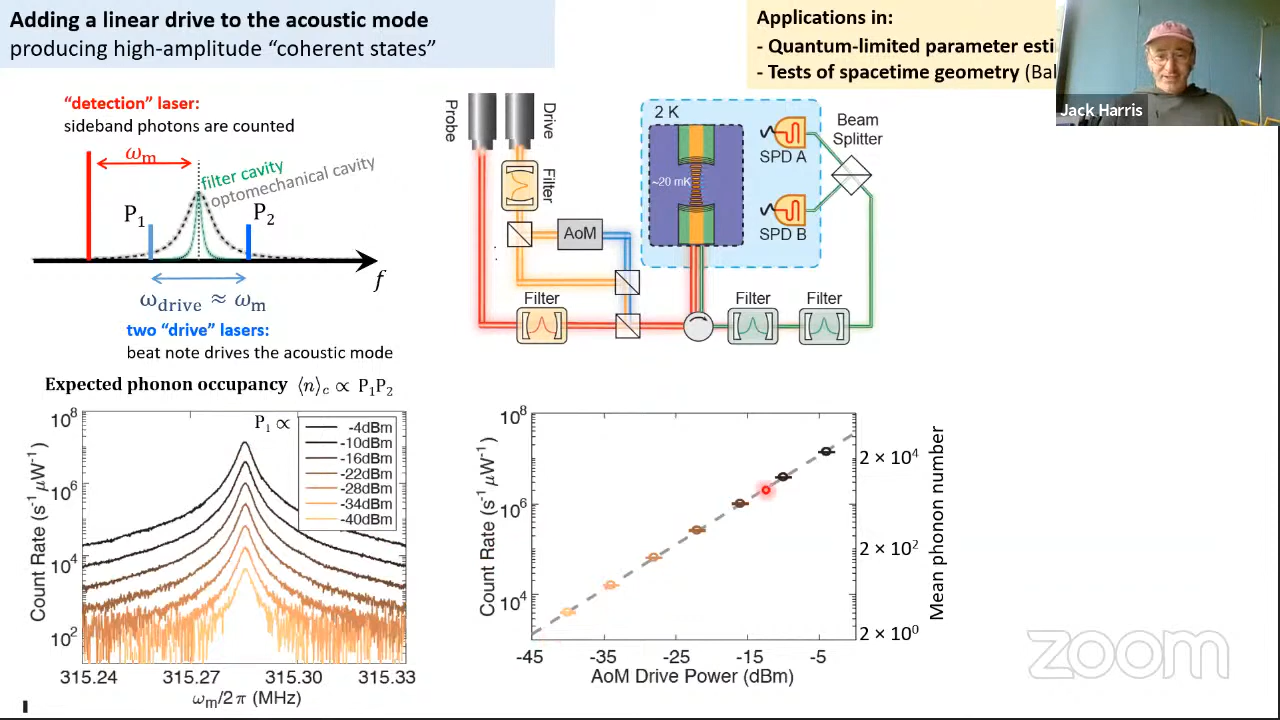 Adding a linear drive to the acoustic mode
producing high-amplitude “coherent states”
Applications in:
- Quantum-limited parameter esti
- Tests of spacetime geometry (Bal
Jack Harris
“detection” laser:
sideband photons are counted
ωm
filter cavity
optomechanical cavity
P1
P2
f
ωdrive ≈ ωm
two “drive” lasers:
beat note drives the acoustic mode
Expected phonon occupancy ⟨n⟩c ∝ P1P2
Probe
Drive
Filter
AoM
Filter
2 K
~20 mK
SPD A
SPD B
Beam
Splitter
Filter
Filter
P1 ∝
-4dBm
-10dBm
-16dBm
-22dBm
-28dBm
-34dBm
-40dBm
Count Rate (s-1 μW-1)
10^8
10^6
10^4
10^2
315.24 315.27 315.30 315.33
ωm/2π (MHz)
Count Rate (s-1 μW-1)
10^8
10^6
10^4
-45 -35 -25 -15 -5
AoM Drive Power (dBm)
2 × 10^4
2 × 10^2
2 × 10^0
Mean phonon number
zoom